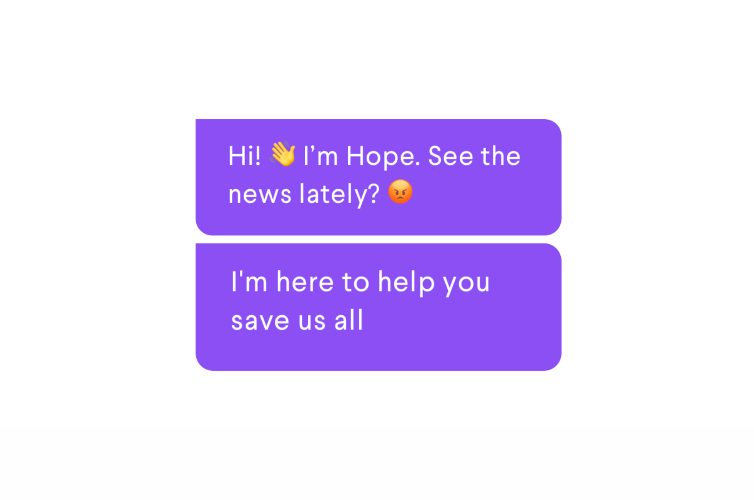 Hi! 👋 I’m Hope. See the
news lately? 😡
I'm here to help you
save us all